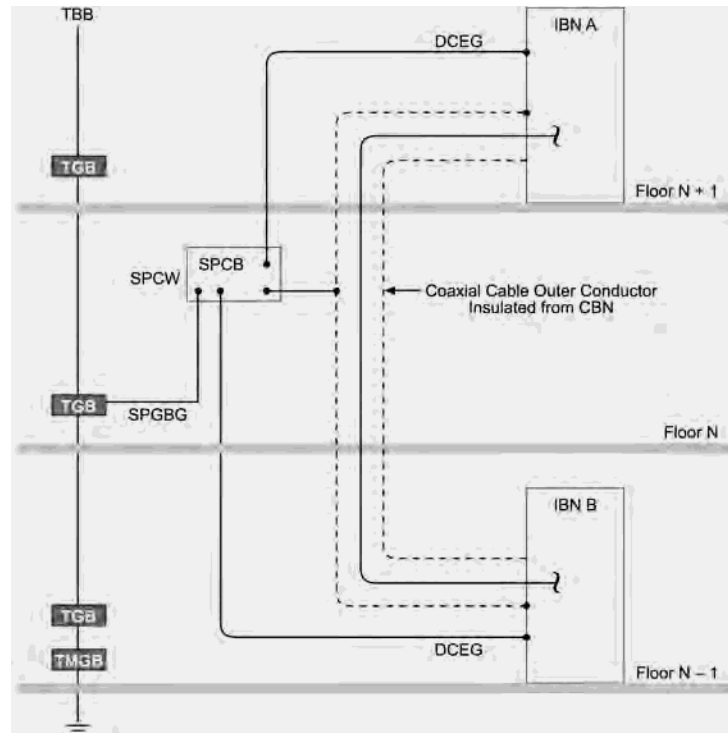 TBB
IBN A
DCEG
TGB
Floor N + 1
SPCW
SPCB
Coaxial Cable Outer Conductor
Insulated from CBN
TGB
SPGBG
Floor N
IBN B
TGB
DCEG
TMGB
Floor N – 1